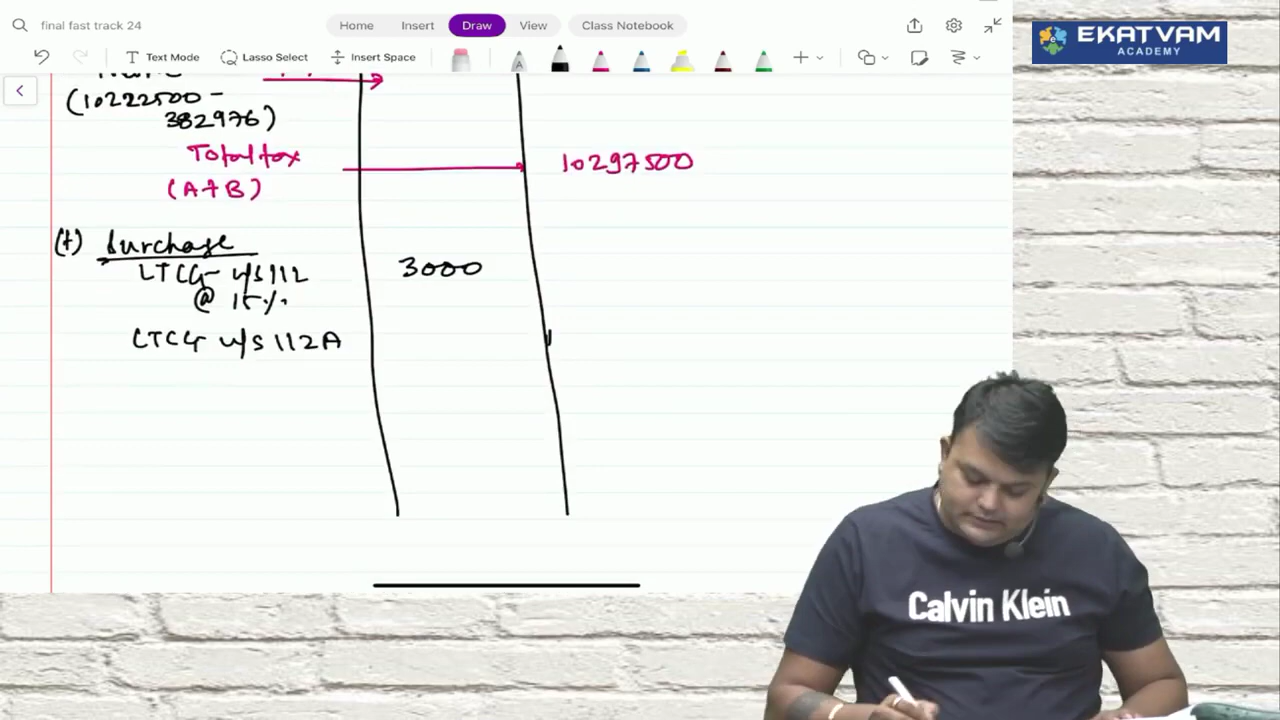 final fast track 24
Home Insert Draw View Class Notebook
Text Mode Lasso Select Insert Space
EKATVAM
ACADEMY
(10222500 -
382976)
Total tax 10297500
(A+B)
(+) Surchage
LTCG u/s 112 3000
@ 15%
LTCG u/s 112A
Calvin Klein